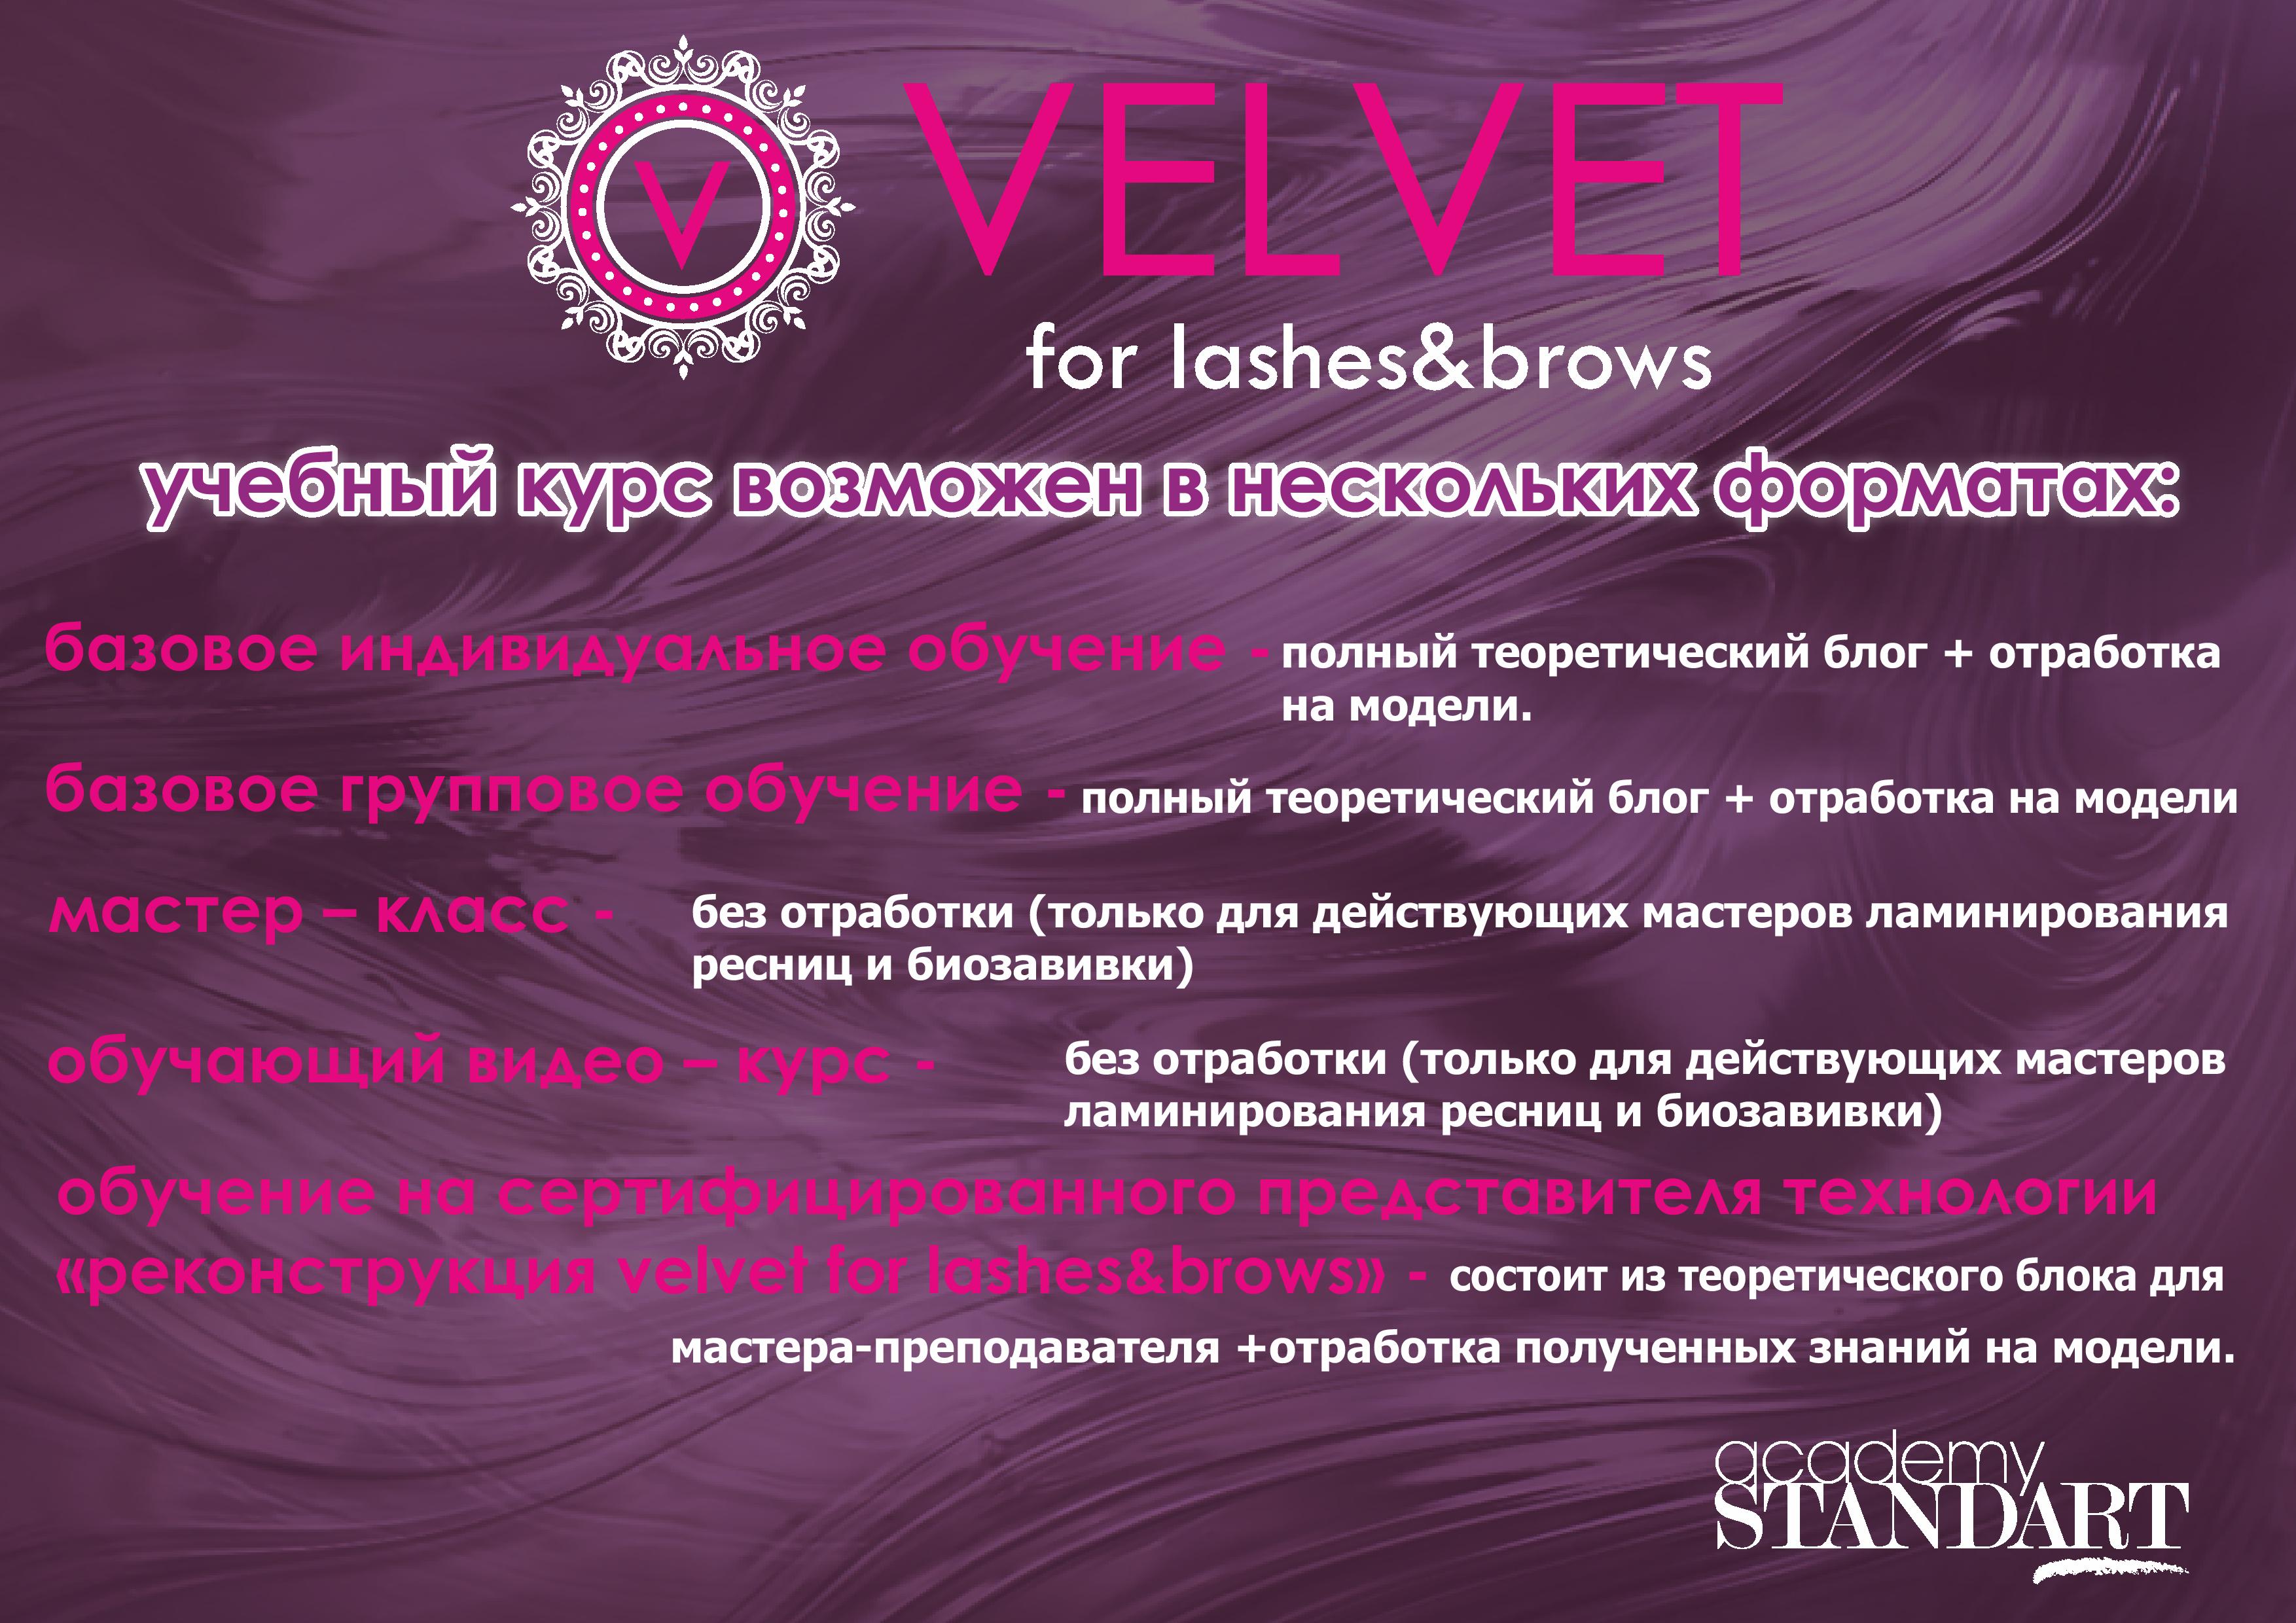 V
VELVET
for lashes&brows
учебный курс возможен в нескольких форматах:
базовое индивидуальное обучение - полный теоретический блог + отработка
на модели.
базовое групповое обучение - полный теоретический блог + отработка на модели
мастер – класс - без отработки (только для действующих мастеров ламинирования
ресниц и биозавивки)
обучающий видео – курс - без отработки (только для действующих мастеров
ламинирования ресниц и биозавивки)
обучение на сертифицированного представителя технологии
«реконструкция velvet for lashes&brows» - состоит из теоретического блока для
мастера-преподавателя +отработка полученных знаний на модели.
academy
STANDART